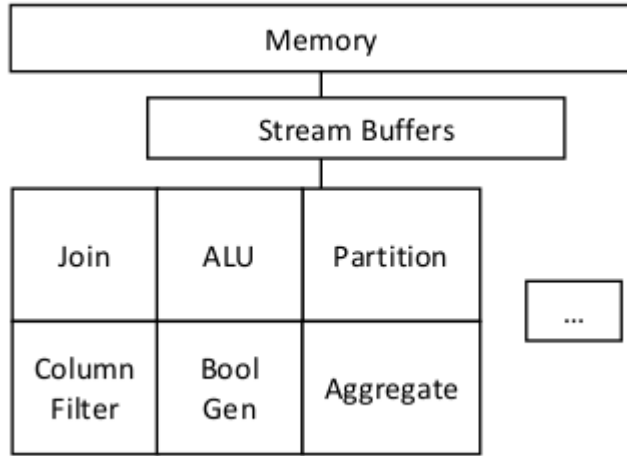 Memory
Stream Buffers
Join
ALU
Partition
...
Column
Filter
Bool
Gen
Aggregate